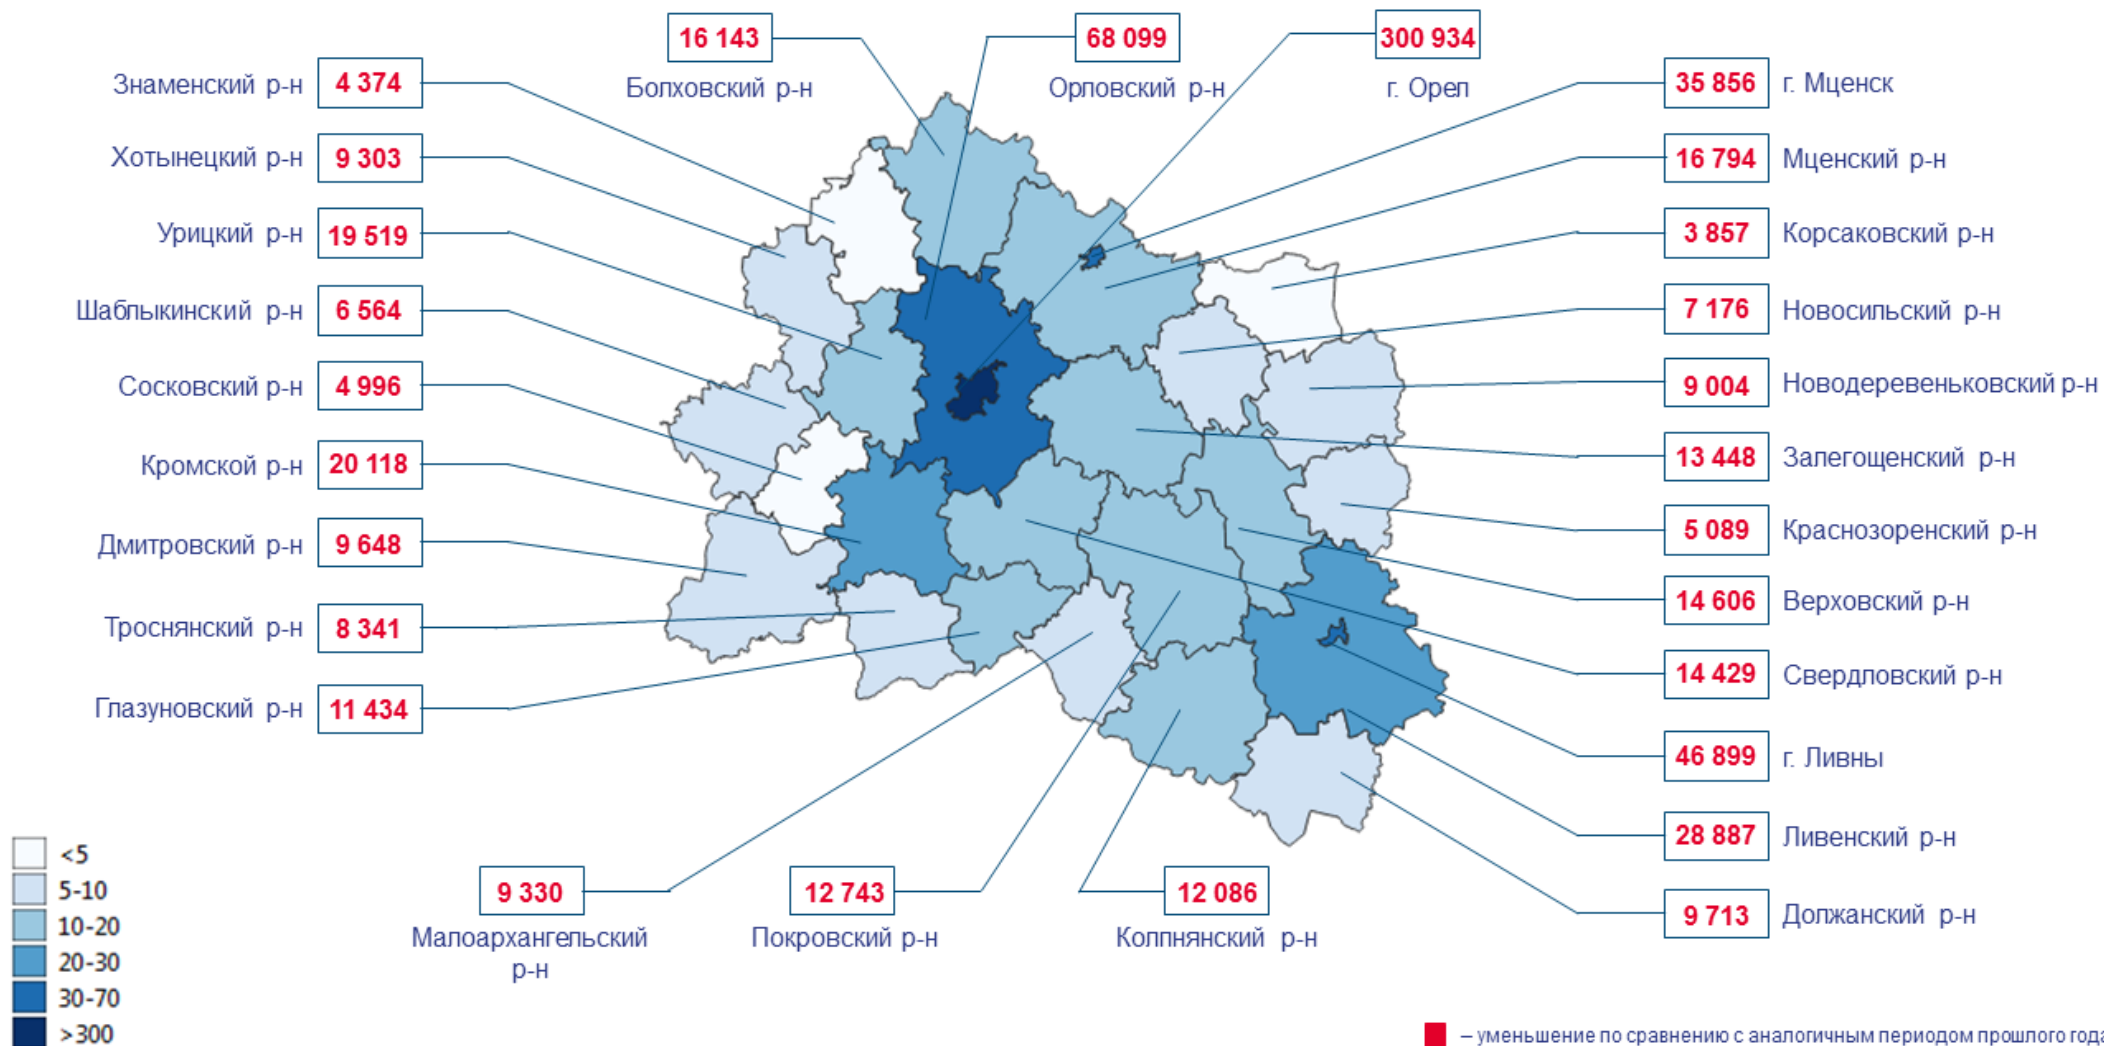 16 143
Болховский р-н
68 099
Орловский р-н
300 934
г. Орел
Знаменский р-н 4 374
Хотынецкий р-н 9 303
Урицкий р-н 19 519
Шаблыкинский р-н 6 564
Сосковский р-н 4 996
Кромской р-н 20 118
Дмитровский р-н 9 648
Троснянский р-н 8 341
Глазуновский р-н 11 434
35 856 г. Мценск
16 794 Мценский р-н
3 857 Корсаковский р-н
7 176 Новосильский р-н
9 004 Новодеревеньковский р-н
13 448 Залегощенский р-н
5 089 Краснозоренский р-н
14 606 Верховский р-н
14 429 Свердловский р-н
46 899 г. Ливны
28 887 Ливенский р-н
9 713 Должанский р-н
9 330
Малоархангельский
р-н
12 743
Покровский р-н
12 086
Колпнянский р-н
<5
5-10
10-20
20-30
30-70
>300
– уменьшение по сравнению с аналогичным периодом прошлого года